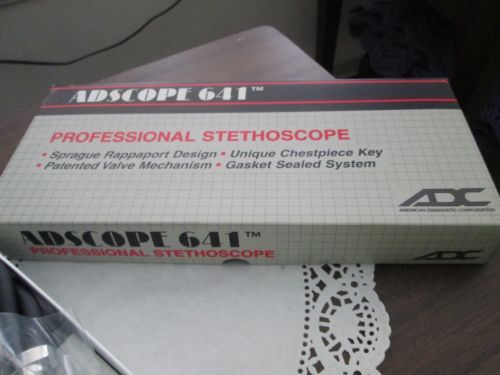 ADSCOPE 641™
PROFESSIONAL STETHOSCOPE
• Sprague Rappaport Design • Unique Chestpiece Key
• Patented Valve Mechanism • Gasket Sealed System
ADC
AMERICAN DIAGNOSTIC CORPORATION
ADSCOPE 641™
PROFESSIONAL STETHOSCOPE
ADC